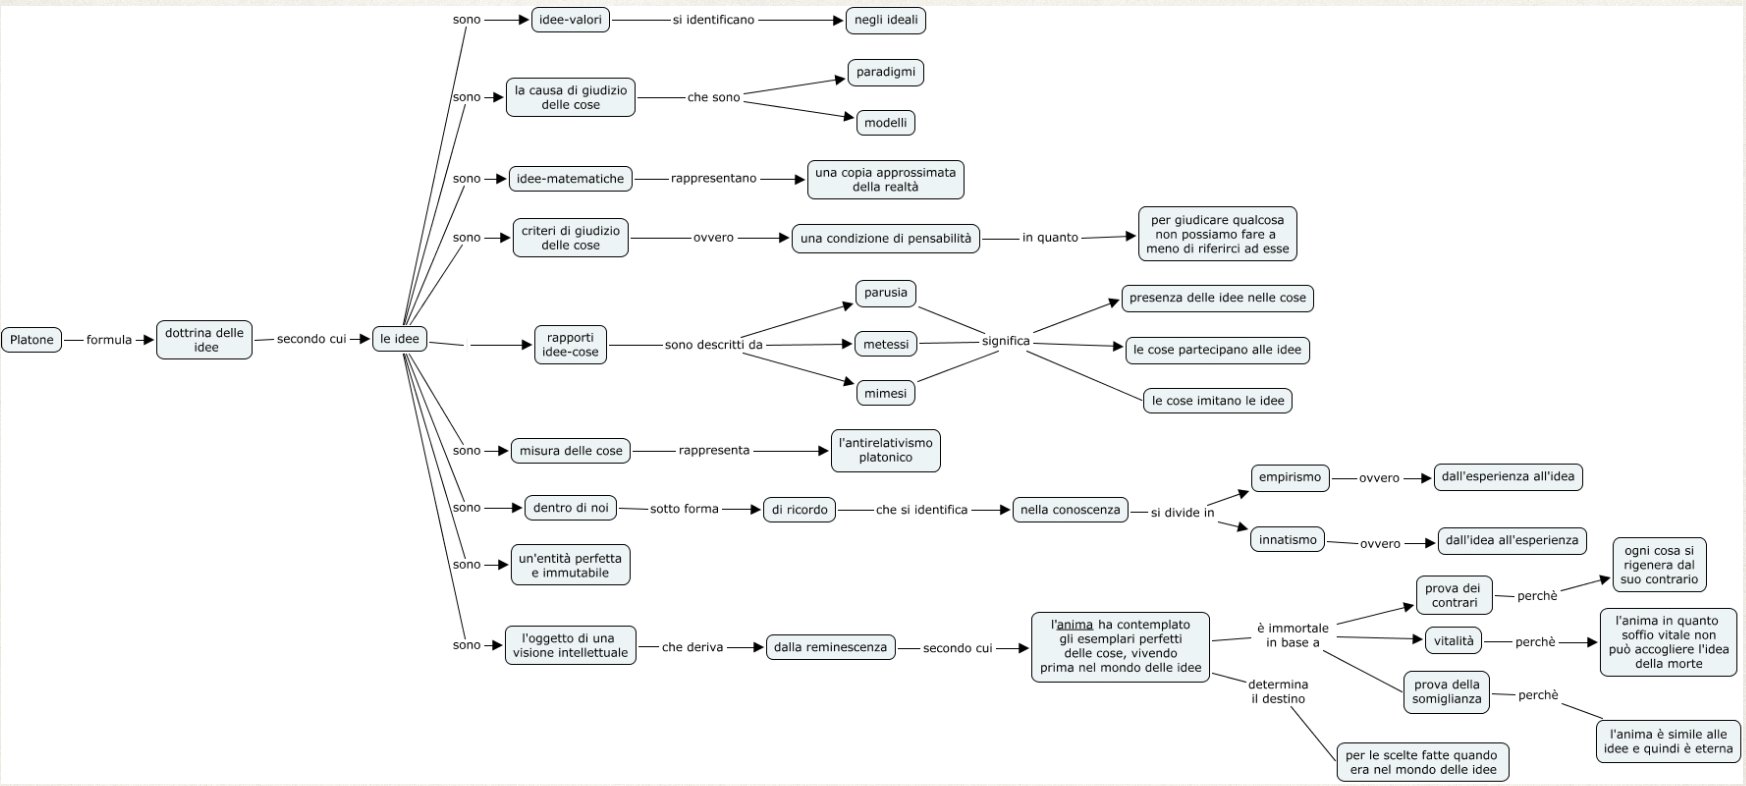 sono
idee-valori
si identificano
negli ideali
sono
la causa di giudizio
delle cose
che sono
paradigmi
modelli
sono
idee-matematiche
rappresentano
una copia approssimata
della realtà
sono
criteri di giudizio
delle cose
ovvero
una condizione di pensabilità
in quanto
per giudicare qualcosa
non possiamo fare a
meno di riferirci ad esse
Platone
formula
dottrina delle
idee
secondo cui
le idee
rapporti
idee-cose
sono descritti da
parusia
metessi
mimesi
significa
presenza delle idee nelle cose
le cose partecipano alle idee
le cose imitano le idee
sono
misura delle cose
rappresenta
l'antirelativismo
platonico
sono
dentro di noi
sotto forma
di ricordo
che si identifica
nella conoscenza
si divide in
empirismo
ovvero
dall'esperienza all'idea
innatismo
ovvero
dall'idea all'esperienza
sono
un'entità perfetta
e immutabile
sono
l'oggetto di una
visione intellettuale
che deriva
dalla reminescenza
secondo cui
l'anima ha contemplato
gli esemplari perfetti
delle cose, vivendo
prima nel mondo delle idee
è immortale
in base a
prova dei
contrari
perchè
ogni cosa si
rigenera dal
suo contrario
vitalità
perchè
l'anima in quanto
soffio vitale non
può accogliere l'idea
della morte
prova della
somiglianza
perchè
l'anima è simile alle
idee e quindi è eterna
determina
il destino
per le scelte fatte quando
era nel mondo delle idee